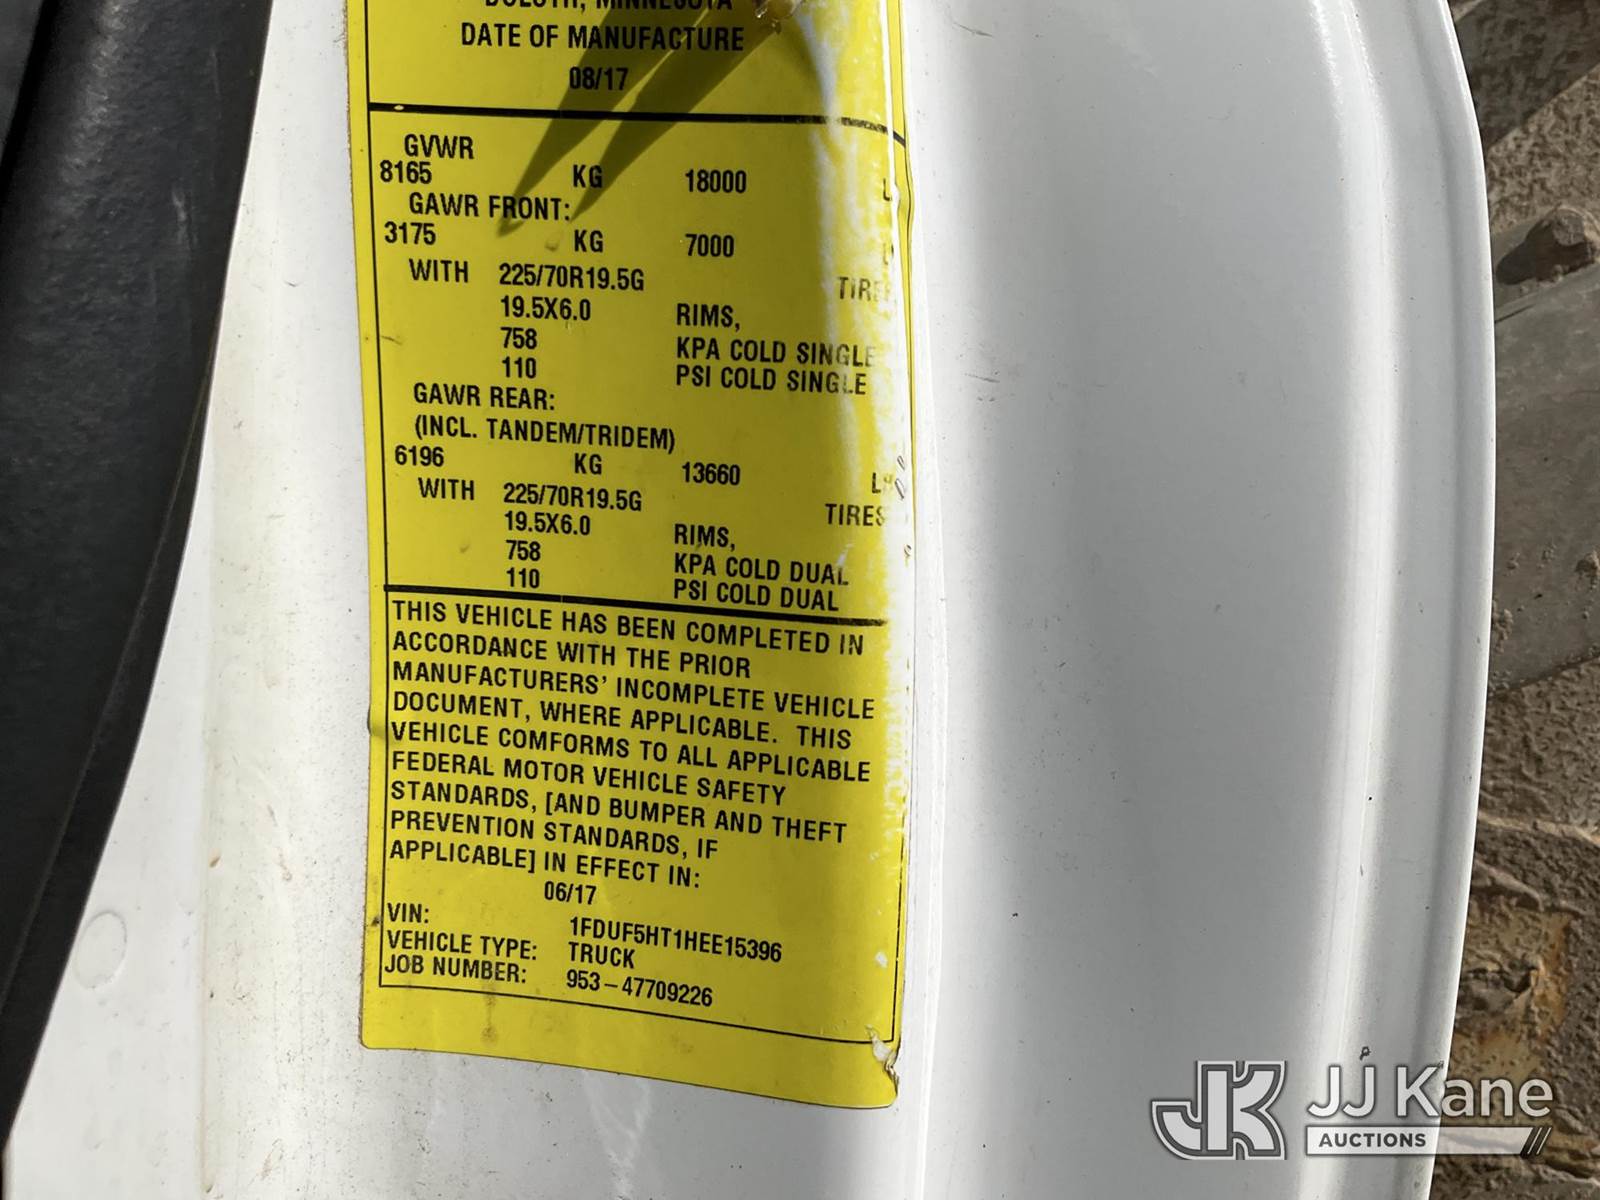 DULUTH, MINNESOTA
DATE OF MANUFACTURE
08/17
GVWR
8165 KG 18000
GAWR FRONT:
3175 KG 7000
WITH 225/70R19.5G TIRES
19.5X6.0 RIMS,
758 KPA COLD SINGLE
110 PSI COLD SINGLE
GAWR REAR:
(INCL. TANDEM/TRIDEM)
6196 KG 13660
WITH 225/70R19.5G TIRES
19.5X6.0 RIMS,
758 KPA COLD DUAL
110 PSI COLD DUAL
THIS VEHICLE HAS BEEN COMPLETED IN
ACCORDANCE WITH THE PRIOR
MANUFACTURERS' INCOMPLETE VEHICLE
DOCUMENT, WHERE APPLICABLE. THIS
VEHICLE COMFORMS TO ALL APPLICABLE
FEDERAL MOTOR VEHICLE SAFETY
STANDARDS, [AND BUMPER AND THEFT
PREVENTION STANDARDS, IF
APPLICABLE] IN EFFECT IN:
06/17
VIN: 1FDUF5HT1HEE15396
VEHICLE TYPE: TRUCK
JOB NUMBER: 953-47709226
JK JJ Kane
AUCTIONS